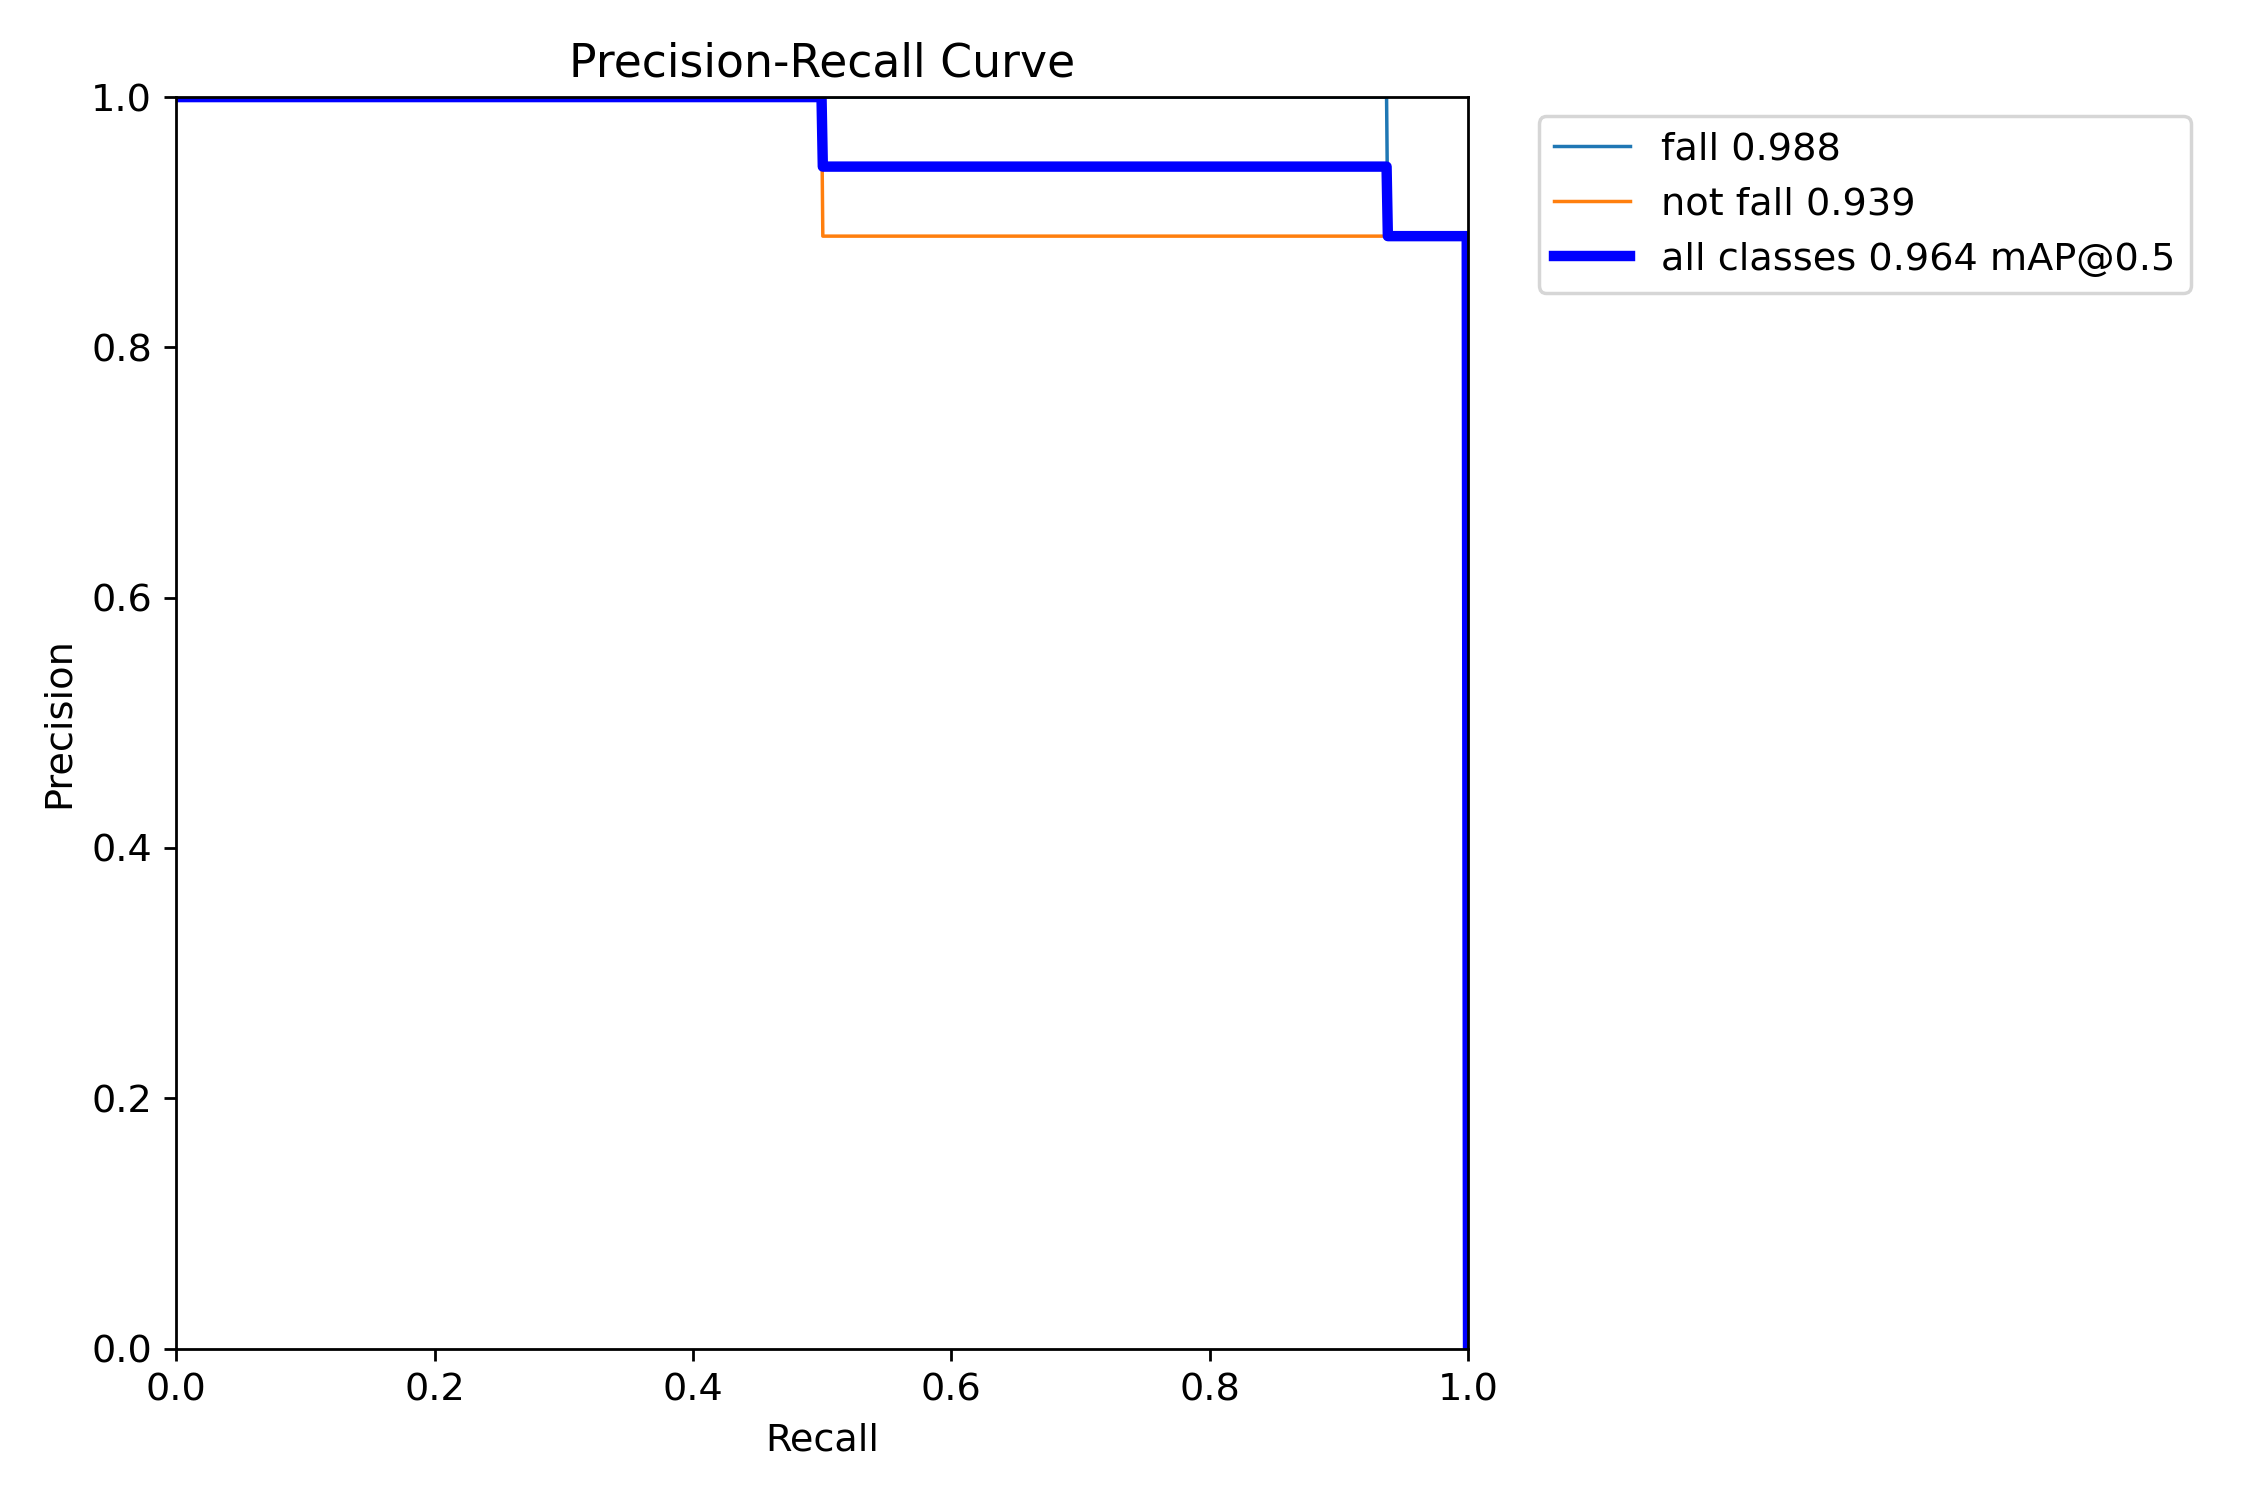 Precision-Recall Curve
1.0
0.8
0.6
0.4
0.2
0.0
Precision
0.0 0.2 0.4 0.6 0.8 1.0
Recall
fall 0.988
not fall 0.939
all classes 0.964 mAP@0.5